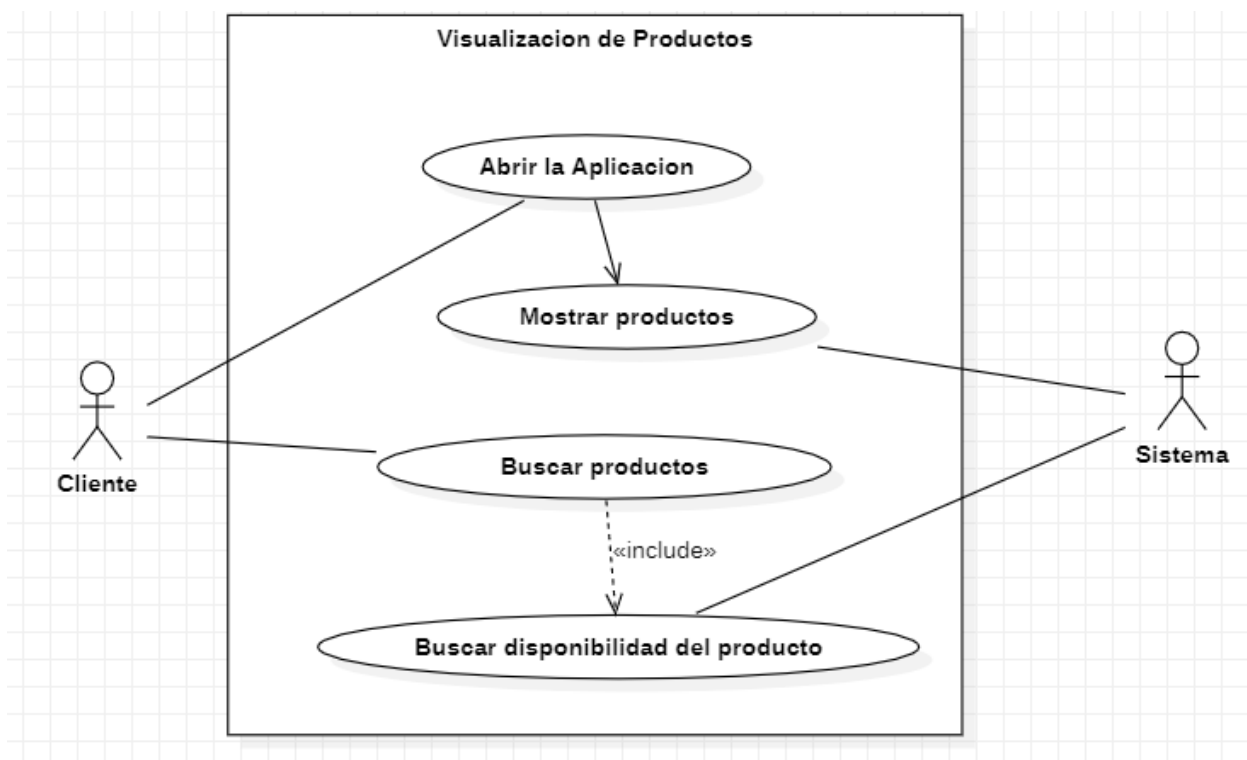 Visualizacion de Productos
Abrir la Aplicacion
Mostrar productos
Cliente
Sistema
Buscar productos
«include»
Buscar disponibilidad del producto